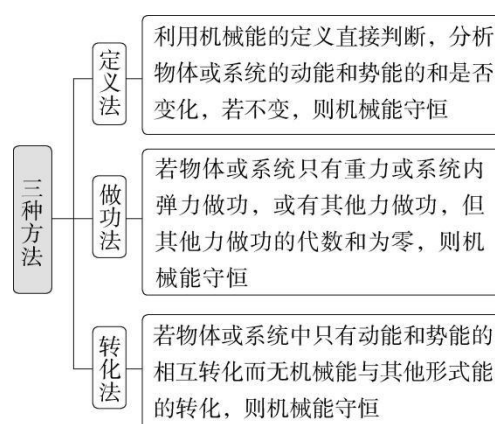 三种方法
定义法
利用机械能的定义直接判断，分析
物体或系统的动能和势能的和是否
变化，若不变，则机械能守恒
做功法
若物体或系统只有重力或系统内
弹力做功，或有其他力做功，但
其他力做功的代数和为零，则机
械能守恒
转化法
若物体或系统中只有动能和势能的
相互转化而无机械能与其他形式能
的转化，则机械能守恒